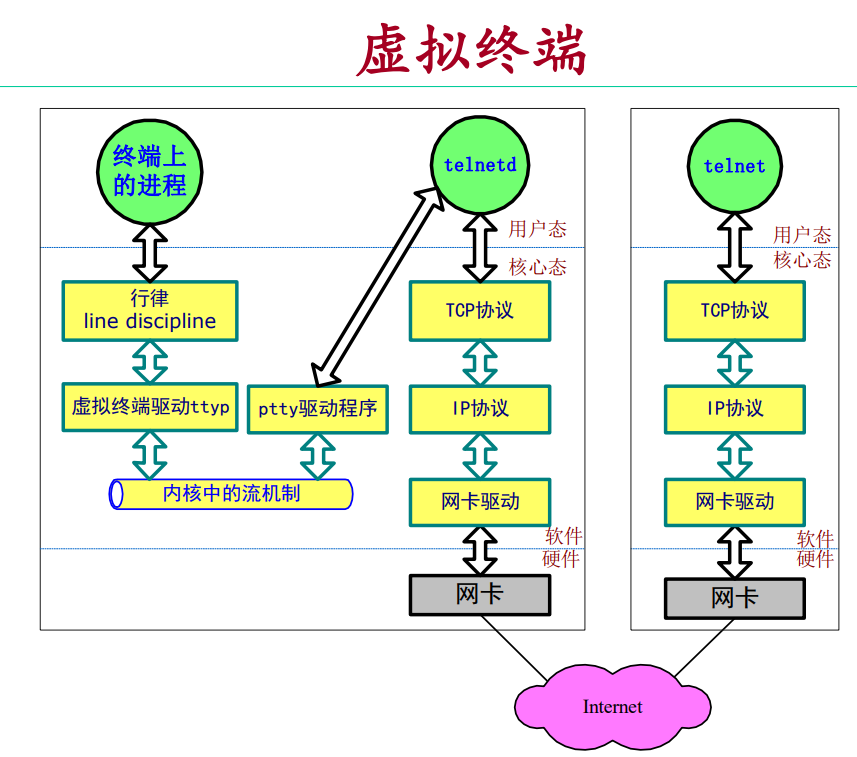 虚拟终端
终端上
的进程
telnetd
telnet
用户态
核心态
用户态
核心态
行律
line discipline
TCP协议
TCP协议
虚拟终端驱动ttyp
ptty驱动程序
IP协议
IP协议
内核中的流机制
网卡驱动
网卡驱动
软件
硬件
软件
硬件
网卡
网卡
Internet